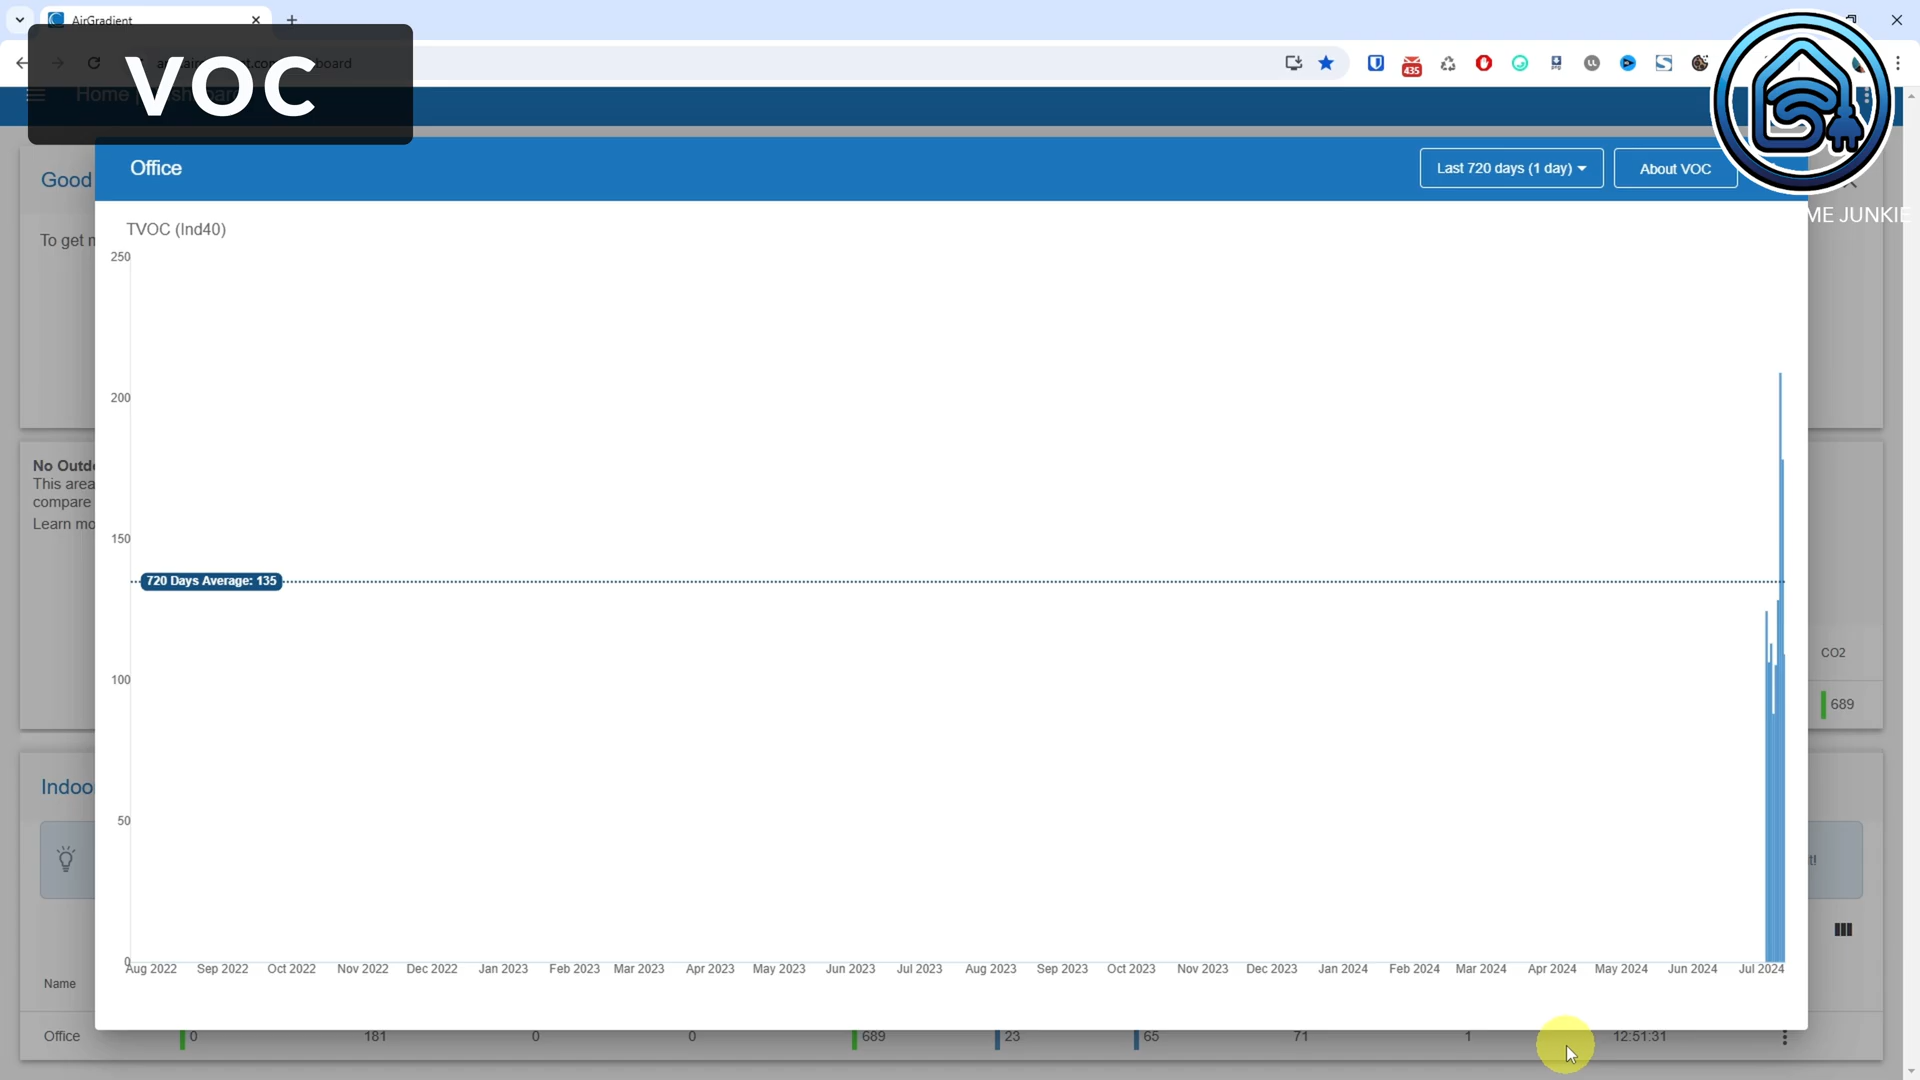 AirGradient
VOC
435
Office
Last 720 days (1 day)
About VOC
ME JUNKIE
Good
To get
TVOC (Ind40)
250
200
150
100
50
0
720 Days Average: 135
No Outd
This area
compare
Learn mo
CO2
689
Indoo
t!
Aug 2022 Sep 2022 Oct 2022 Nov 2022 Dec 2022 Jan 2023 Feb 2023 Mar 2023 Apr 2023 May 2023 Jun 2023 Jul 2023 Aug 2023 Sep 2023 Oct 2023 Nov 2023 Dec 2023 Jan 2024 Feb 2024 Mar 2024 Apr 2024 May 2024 Jun 2024 Jul 2024
Name
Office 0 181 0 0 689 23 65 71 1 12:51:31